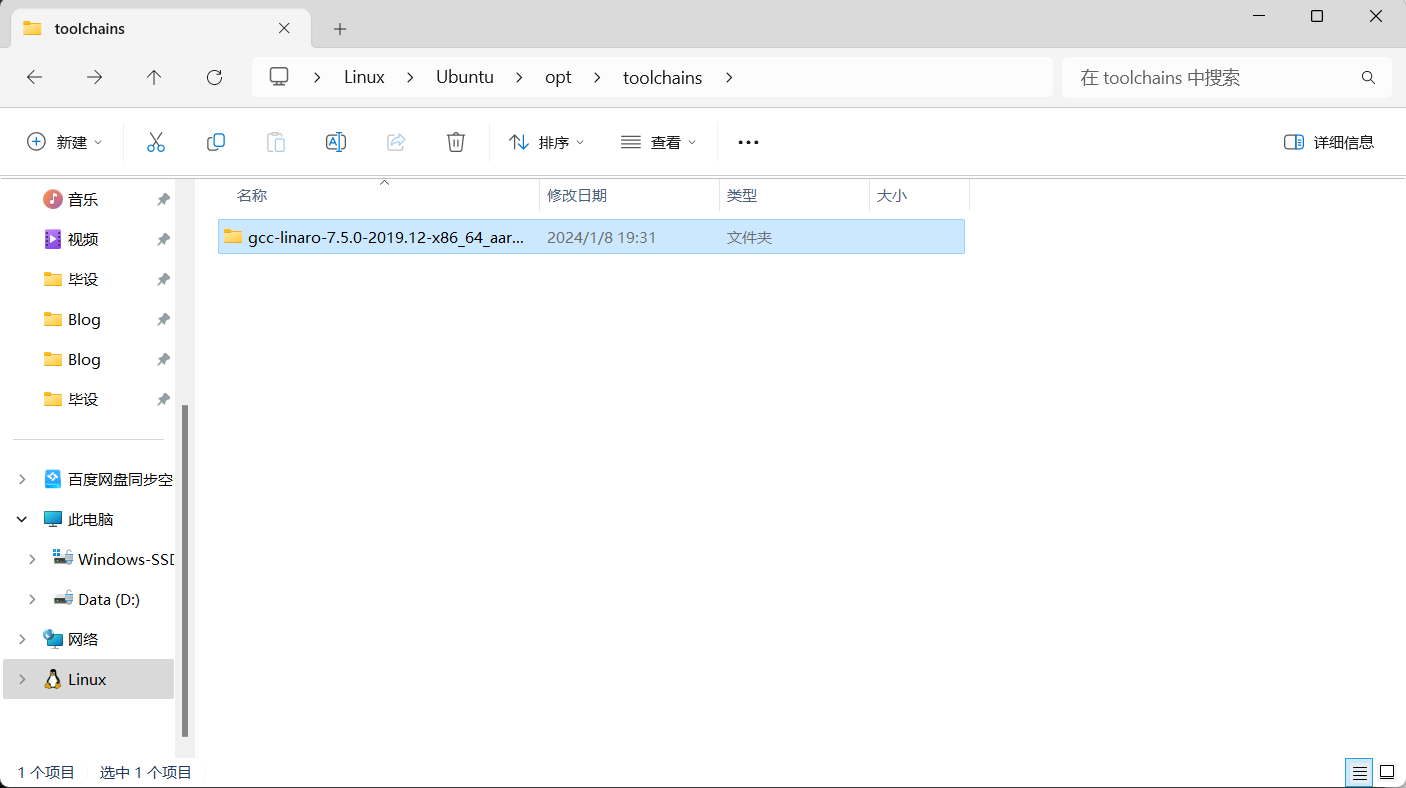 toolchains
Linux Ubuntu opt toolchains
在 toolchains 中搜索
新建 排序 查看 详细信息
名称 修改日期 类型 大小
gcc-linaro-7.5.0-2019.12-x86_64_aar... 2024/1/8 19:31 文件夹
音乐
视频
毕设
Blog
Blog
毕设
百度网盘同步空
此电脑
Windows-SSD
Data (D:)
网络
Linux
1 个项目 选中 1 个项目